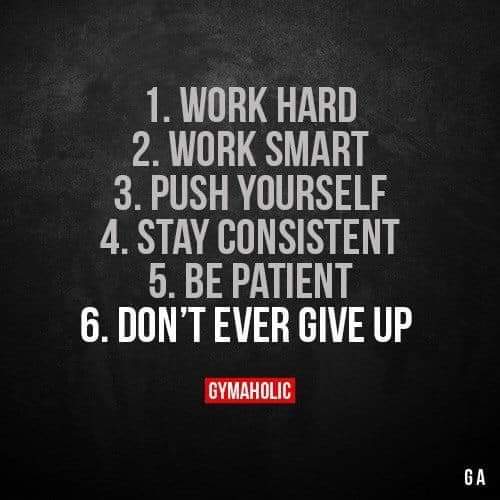 1. WORK HARD
2. WORK SMART
3. PUSH YOURSELF
4. STAY CONSISTENT
5. BE PATIENT
6. DON'T EVER GIVE UP
GYMAHOLIC
GA